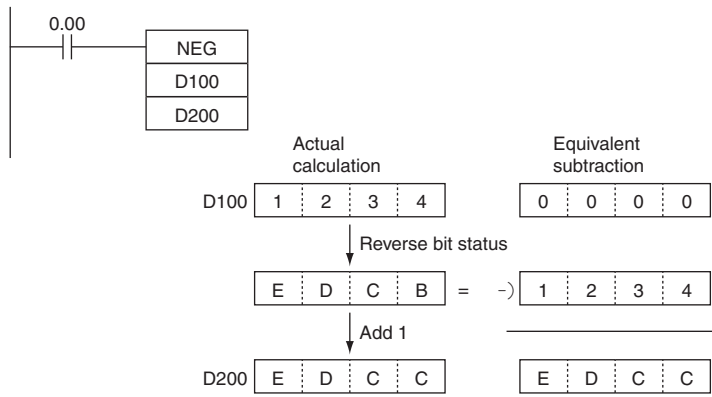 0.00
NEG
D100
D200
Actual calculation
Equivalent subtraction
D100 1 2 3 4 0 0 0 0
Reverse bit status
E D C B = -) 1 2 3 4
Add 1
D200 E D C C E D C C